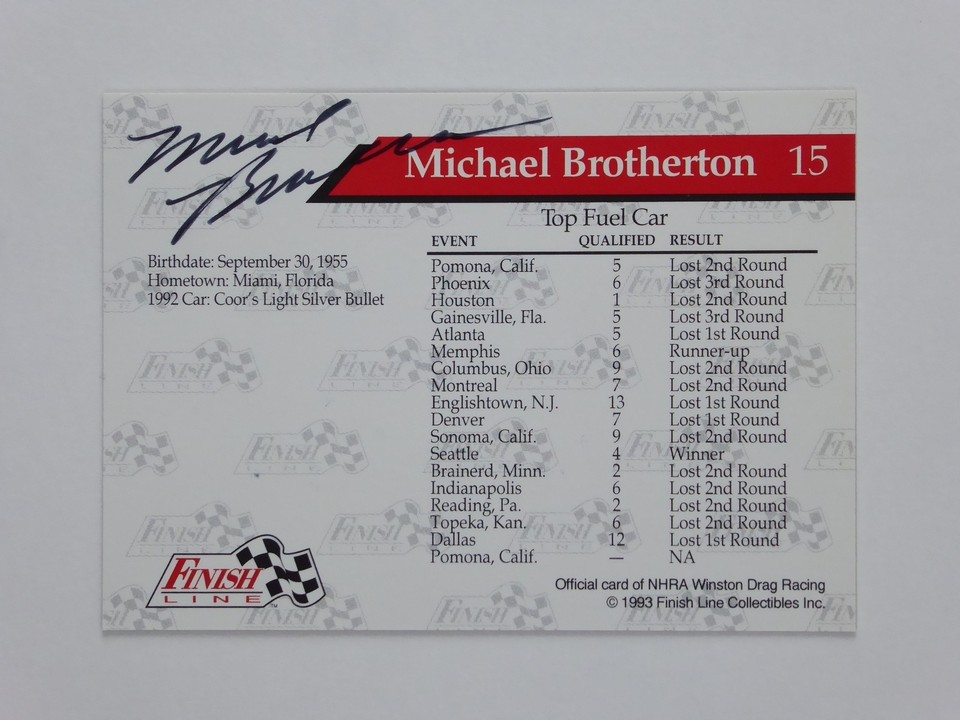 Michael Brotherton 15
Top Fuel Car
EVENT QUALIFIED RESULT
Birthdate: September 30, 1955
Hometown: Miami, Florida
1992 Car: Coor's Light Silver Bullet
Pomona, Calif. 5 Lost 2nd Round
Phoenix 6 Lost 3rd Round
Houston 1 Lost 2nd Round
Gainesville, Fla. 5 Lost 3rd Round
Atlanta 5 Lost 1st Round
Memphis 6 Runner-up
Columbus, Ohio 9 Lost 2nd Round
Montreal 7 Lost 2nd Round
Englishtown, N.J. 13 Lost 1st Round
Denver 7 Lost 1st Round
Sonoma, Calif. 9 Lost 2nd Round
Seattle 4 Winner
Brainerd, Minn. 2 Lost 2nd Round
Indianapolis 6 Lost 2nd Round
Reading, Pa. 2 Lost 2nd Round
Topeka, Kan. 6 Lost 2nd Round
Dallas 12 Lost 1st Round
Pomona, Calif. — NA
FINISH
LINE™
Official card of NHRA Winston Drag Racing
© 1993 Finish Line Collectibles Inc.